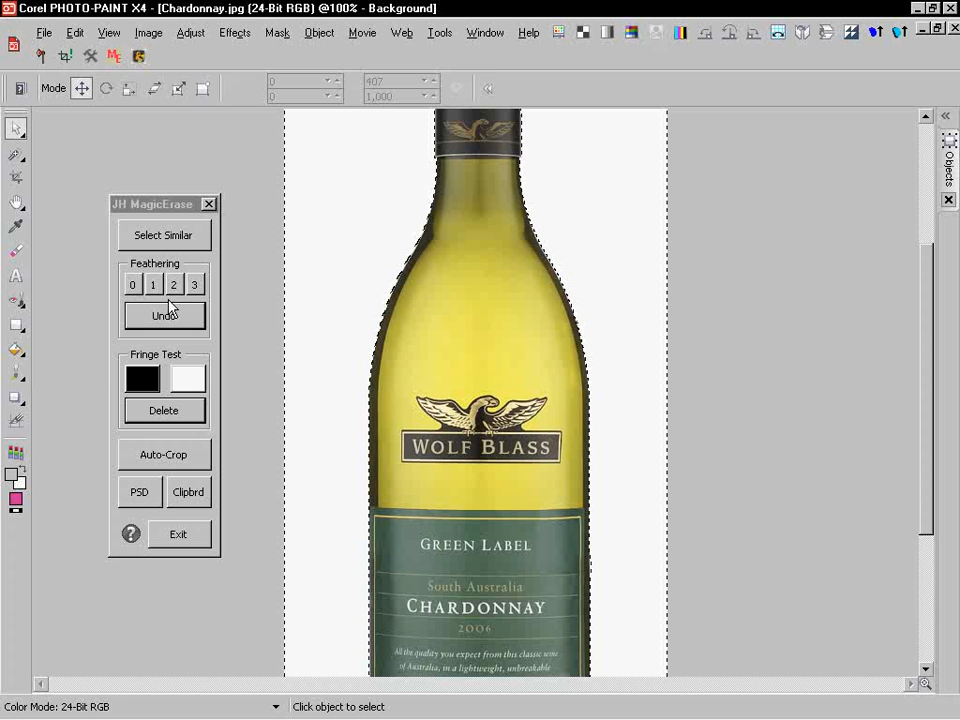 Corel PHOTO-PAINT X4 - [Chardonnay.jpg (24-Bit RGB) @100% - Background]
File Edit View Image Adjust Effects Mask Object Movie Web Tools Window Help
ME
Mode
0
0
407
1,000
JH MagicErase
Select Similar
Feathering
0 1 2 3
Undo
Fringe Test
Delete
Auto-Crop
PSD Clipbrd
? Exit
Objects
WOLF BLASS
GREEN LABEL
South Australia
CHARDONNAY
2006
All the quality you expect from this classic wine
of Australia, in a lightweight, unbreakable
Color Mode: 24-Bit RGB
Click object to select